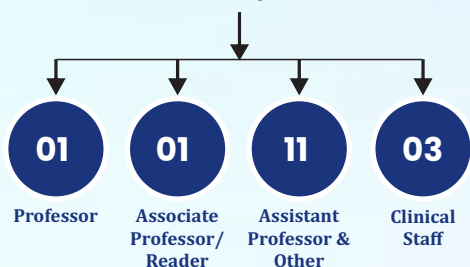 01
01
11
03
Professor
Associate
Professor/
Reader
Assistant
Professor &
Other
Clinical
Staff